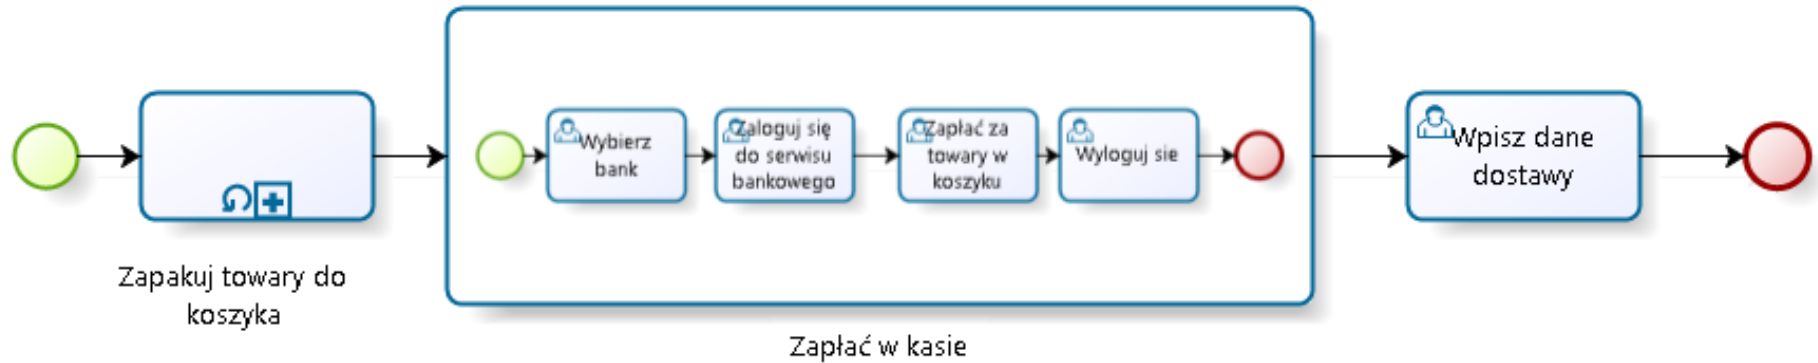 Zapakuj towary do
koszyka
Wybierz
bank
Zaloguj się
do serwisu
bankowego
Zapłać za
towary w
koszyku
Wyloguj sie
Zapłać w kasie
Wpisz dane
dostawy